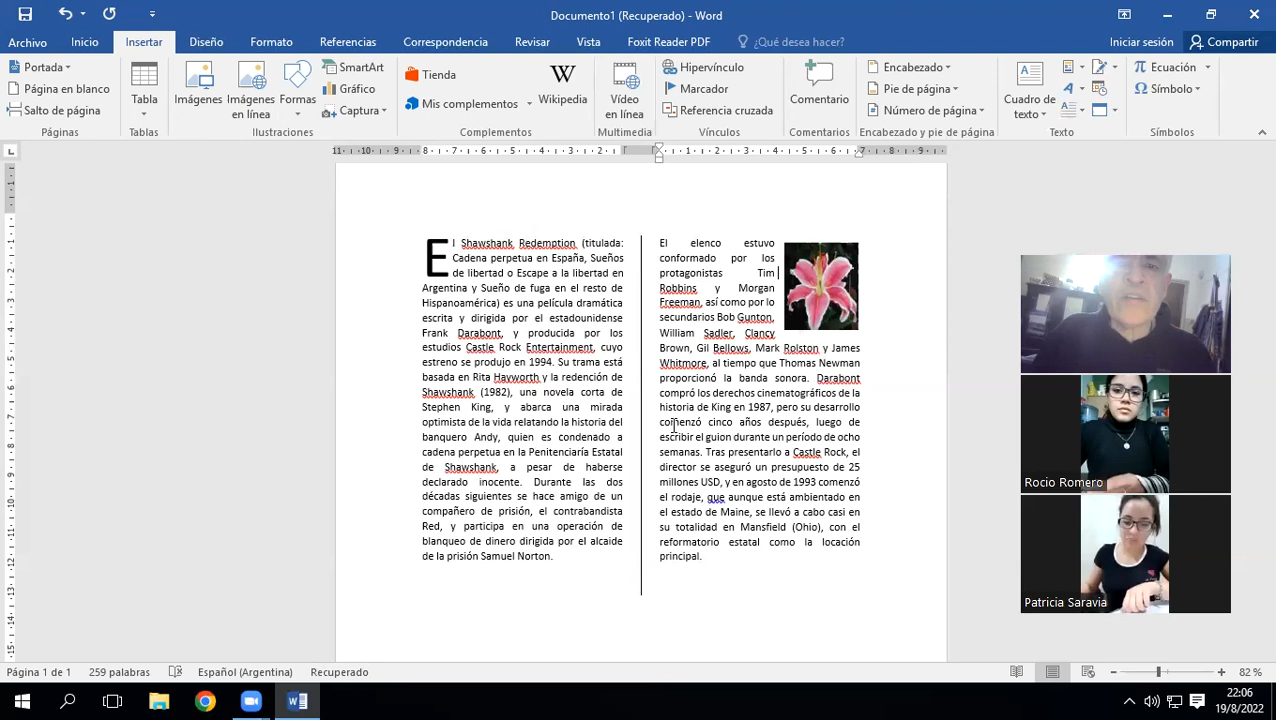 Documento1 (Recuperado) - Word
Archivo Inicio Insertar Diseño Formato Referencias Correspondencia Revisar Vista Foxit Reader PDF ¿Qué desea hacer? Iniciar sesión Compartir
Portada
Página en blanco
Salto de página
Páginas
Tabla
Tablas
Imágenes
Imágenes en línea
Formas
SmartArt
Gráfico
Captura
Ilustraciones
Tienda
Mis complementos
W
Wikipedia
Complementos
Vídeo en línea
Multimedia
Hipervínculo
Marcador
Referencia cruzada
Vínculos
Comentario
Comentarios
Encabezado
Pie de página
Número de página
Encabezado y pie de página
Cuadro de texto
Texto
Ecuación
Símbolo
Símbolos
El Shawshank Redemption (titulada:
Cadena perpetua en España, Sueños
de libertad o Escape a la libertad en
Argentina y Sueño de fuga en el resto de
Hispanoamérica) es una película dramática
escrita y dirigida por el estadounidense
Frank Darabont, y producida por los
estudios Castle Rock Entertainment, cuyo
estreno se produjo en 1994. Su trama está
basada en Rita Hayworth y la redención de
Shawshank (1982), una novela corta de
Stephen King, y abarca una mirada
optimista de la vida relatando la historia del
banquero Andy, quien es condenado a
cadena perpetua en la Penitenciaría Estatal
de Shawshank, a pesar de haberse
declarado inocente. Durante las dos
décadas siguientes se hace amigo de un
compañero de prisión, el contrabandista
Red, y participa en una operación de
blanqueo de dinero dirigida por el alcaide
de la prisión Samuel Norton.
El elenco estuvo
conformado por los
protagonistas Tim
Robbins y Morgan
Freeman, así como por lo
secundarios Bob Gunton,
William Sadler, Clancy
Brown, Gil Bellows, Mark Rolston y James
Whitmore, al tiempo que Thomas Newman
proporcionó la banda sonora. Darabont
compró los derechos cinematográficos de la
historia de King en 1987, pero su desarrollo
comenzó cinco años después, luego de
escribir el guion durante un período de ocho
semanas. Tras presentarlo a Castle Rock, el
director se aseguró un presupuesto de 25
millones USD, y en agosto de 1993 comenzó
el rodaje, que aunque está ambientado en
el estado de Maine, se llevó a cabo casi en
su totalidad en Mansfield (Ohio), con el
reformatorio estatal como la locación
principal.
Rocio Romero
Patricia Saravia
Página 1 de 1 259 palabras Español (Argentina) Recuperado 82 %
22:06
19/8/2022